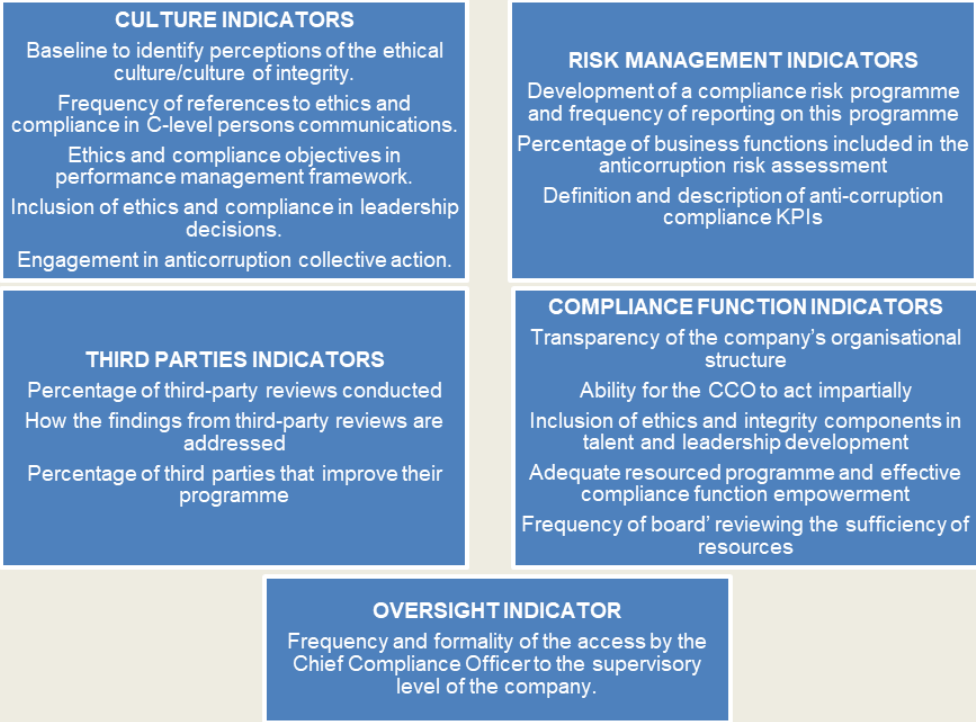 CULTURE INDICATORS
Baseline to identify perceptions of the ethical
culture/culture of integrity.
Frequency of references to ethics and
compliance in C-level persons communications.
Ethics and compliance objectives in
performance management framework.
Inclusion of ethics and compliance in leadership
decisions.
Engagement in anticorruption collective action.
RISK MANAGEMENT INDICATORS
Development of a compliance risk programme
and frequency of reporting on this programme
Percentage of business functions included in the
anticorruption risk assessment
Definition and description of anti-corruption
compliance KPIs
THIRD PARTIES INDICATORS
Percentage of third-party reviews conducted
How the findings from third-party reviews are
addressed
Percentage of third parties that improve their
programme
COMPLIANCE FUNCTION INDICATORS
Transparency of the company’s organisational
structure
Ability for the CCO to act impartially
Inclusion of ethics and integrity components in
talent and leadership development
Adequate resourced programme and effective
compliance function empowerment
Frequency of board’ reviewing the sufficiency of
resources
OVERSIGHT INDICATOR
Frequency and formality of the access by the
Chief Compliance Officer to the supervisory
level of the company.